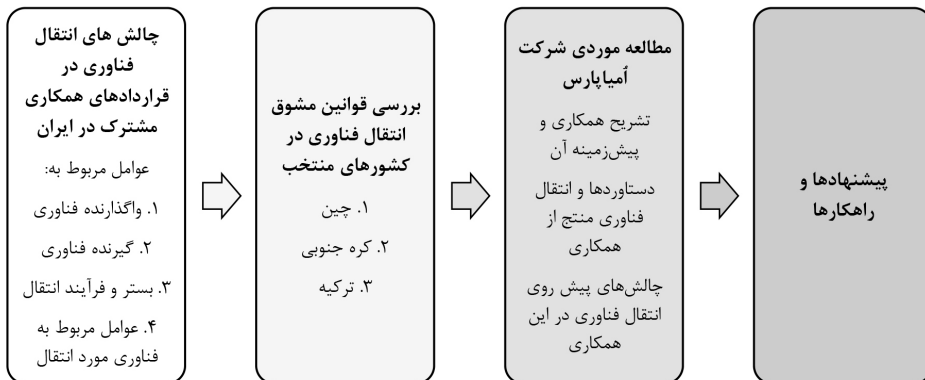 چالش های انتقال
فناوری در
قراردادهای همکاری
مشترک در ایران
عوامل مربوط به:
۱. واگذارنده فناوری
۲. گیرنده فناوری
۳. بستر و فرآیند انتقال
۴. عوامل مربوط به
فناوری مورد انتقال
بررسی قوانین مشوق
انتقال فناوری در
کشورهای منتخب
۱. چین
۲. کره جنوبی
۳. ترکیه
مطالعه موردی شرکت
اُمیاپارس
تشریح همکاری و
پیش‌زمینه آن
دستاوردها و انتقال
فناوری منتج از
همکاری
چالش‌های پیش روی
انتقال فناوری در این
همکاری
پیشنهادها و
راهکارها